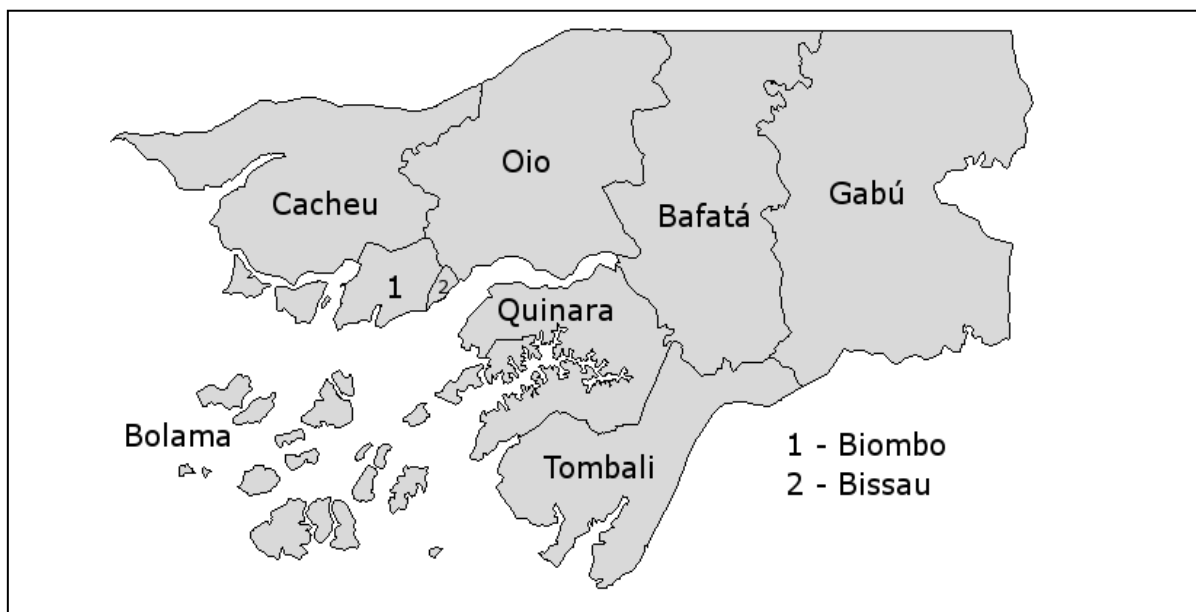 Oio
Cacheu
Bafatá
Gabú
1
2
Quinara
Bolama
Tombali
1 - Biombo
2 - Bissau